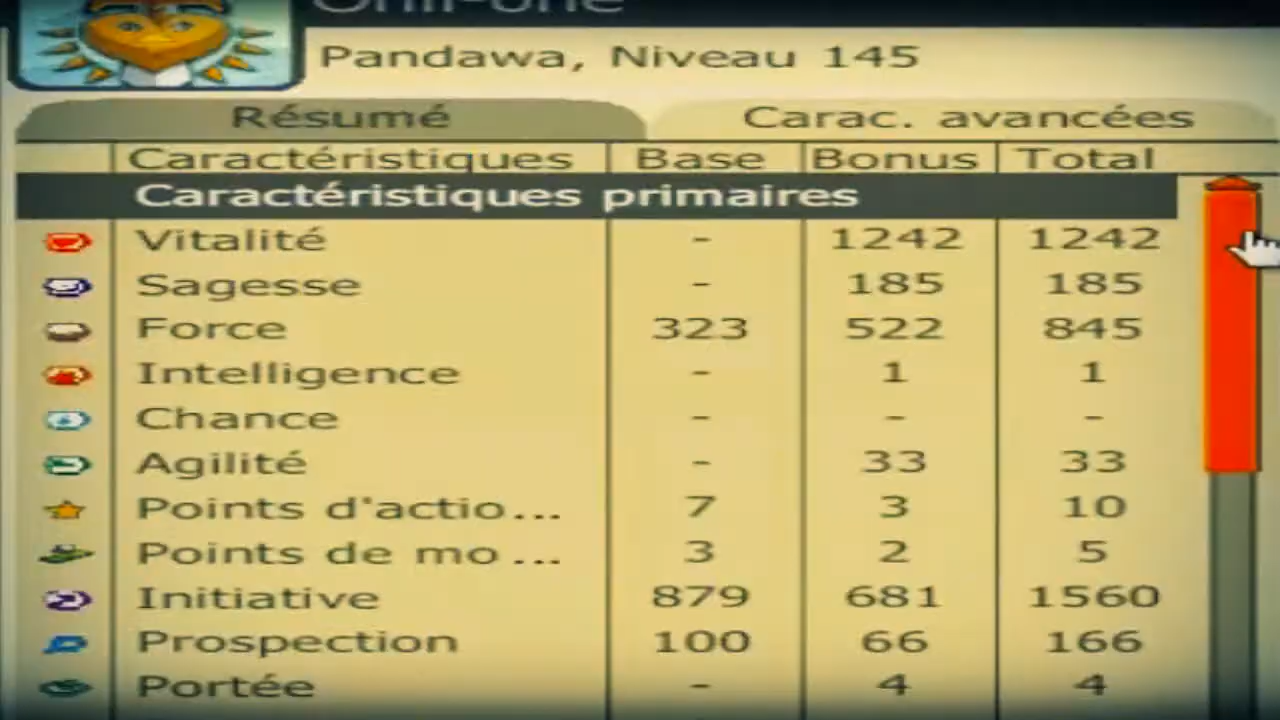 Pandawa, Niveau 145
Résumé Carac. avancées
Caractéristiques Base Bonus Total
Caractéristiques primaires
Vitalité - 1242 1242
Sagesse - 185 185
Force 323 522 845
Intelligence - 1 1
Chance - - -
Agilité - 33 33
Points d'actio... 7 3 10
Points de mo... 3 2 5
Initiative 879 681 1560
Prospection 100 66 166
Portée - 4 4